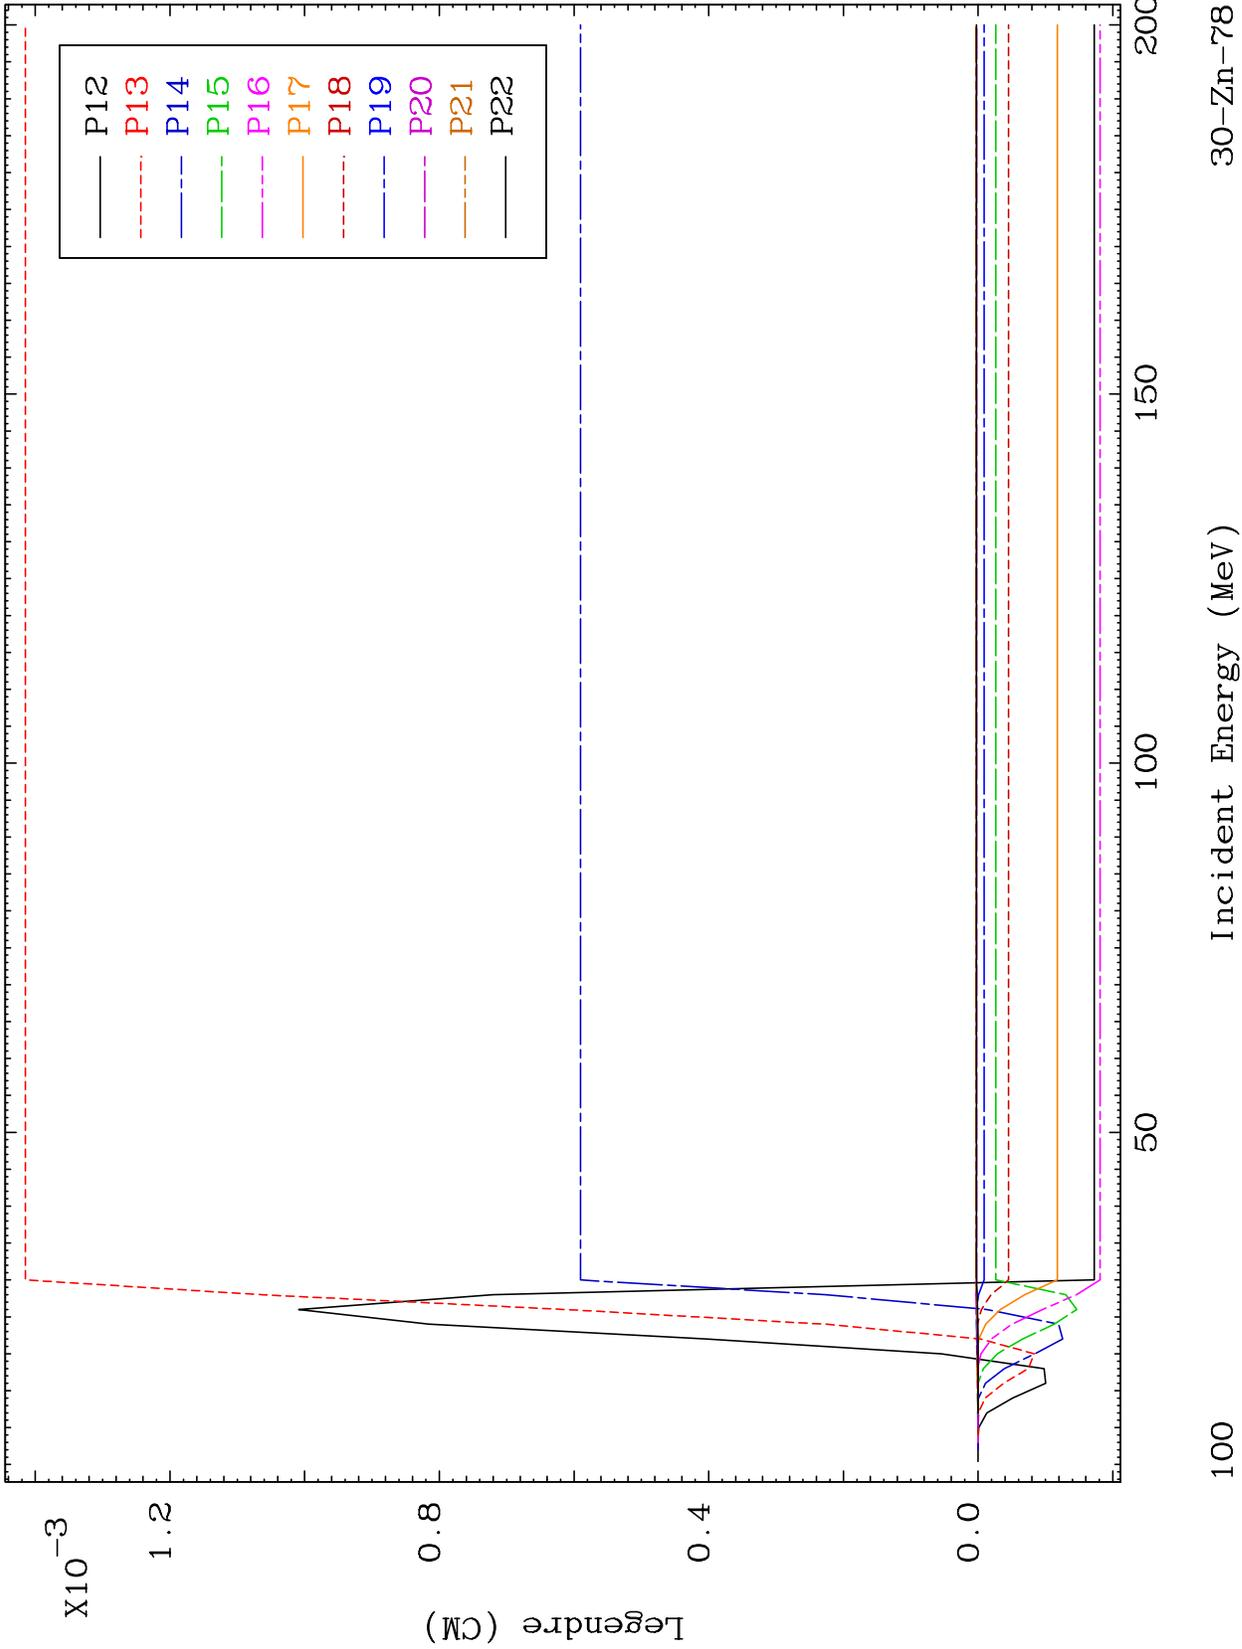 X10-3
1.2
0.8
0.4
0.0
Legendre (CM)
P12
P13
P14
P15
P16
P17
P18
P19
P20
P21
P22
50
100
150
200
100
Incident Energy (MeV)
30-Zn-78